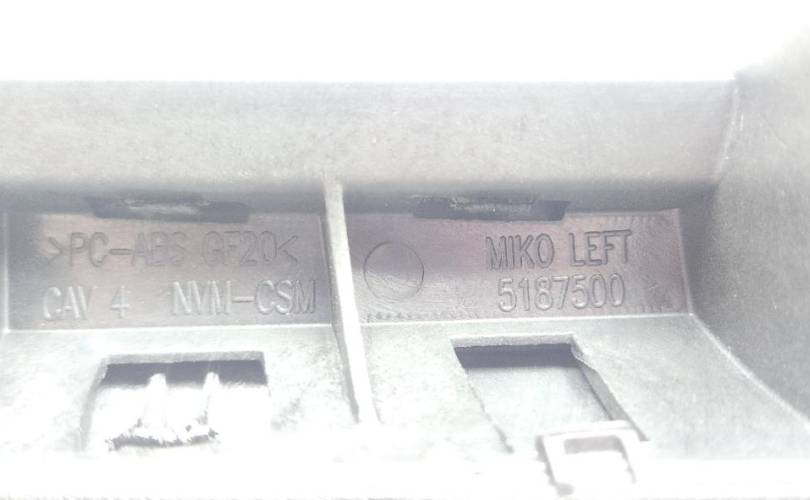 >PC-ABS GF20<
CAV 4 NVM-CSM
MIKO LEFT
5187500